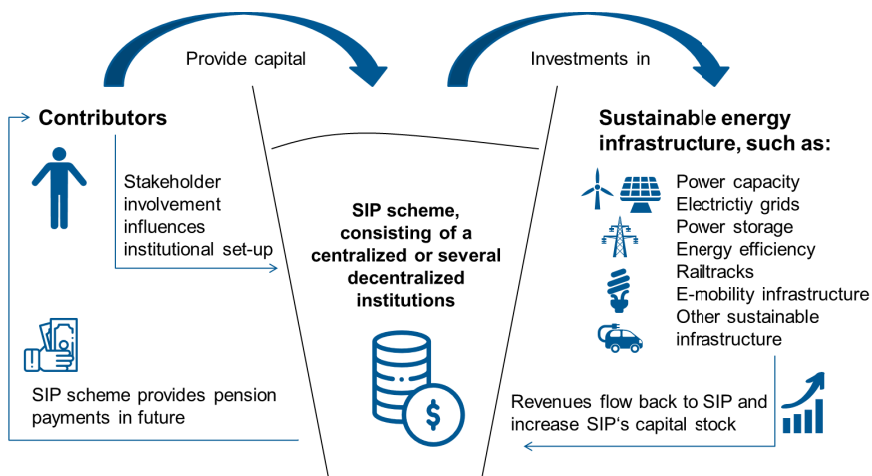 Provide capital
Investments in
Contributors
Stakeholder
involvement
influences
institutional set-up
SIP scheme provides pension
payments in future
SIP scheme,
consisting of a
centralized or several
decentralized
institutions
$
Sustainable energy
infrastructure, such as:
Power capacity
Electrictiy grids
Power storage
Energy efficiency
Railtracks
E-mobility infrastructure
Other sustainable
infrastructure
Revenues flow back to SIP and
increase SIP‘s capital stock